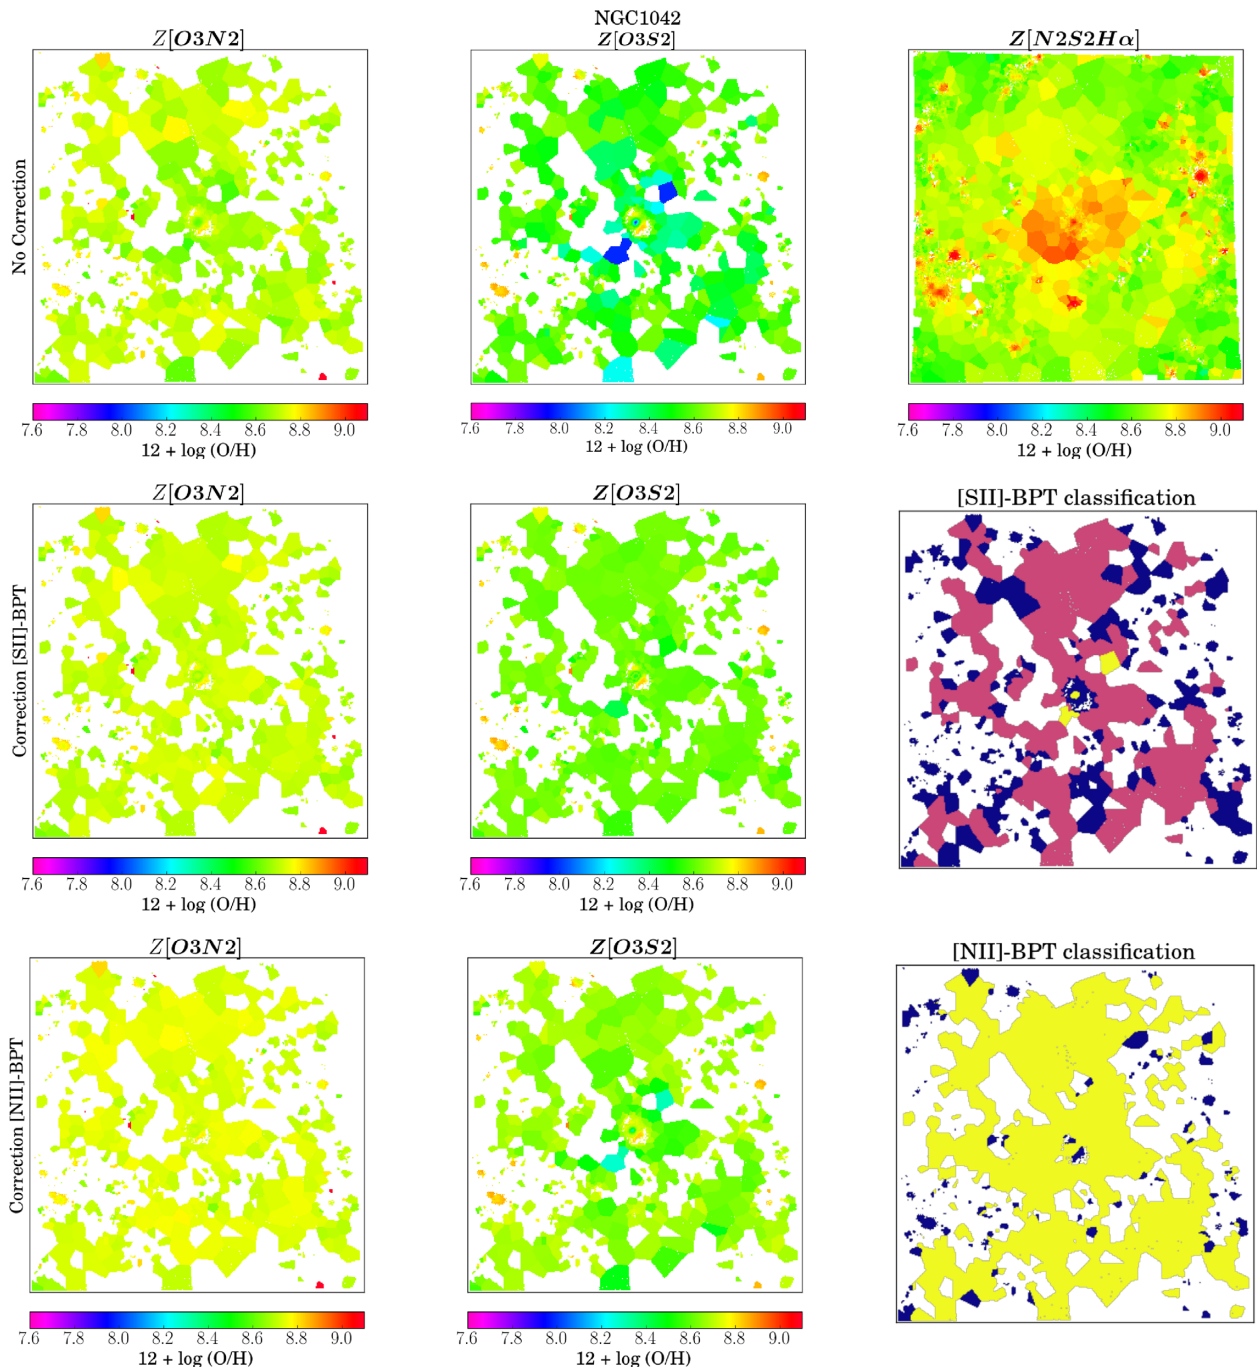 NGC1042
Z[O3N2]
Z[O3S2]
Z[N2S2Hα]
No Correction
7.6 7.8 8.0 8.2 8.4 8.6 8.8 9.0
12 + log (O/H)
7.6 7.8 8.0 8.2 8.4 8.6 8.8 9.0
12 + log (O/H)
7.6 7.8 8.0 8.2 8.4 8.6 8.8 9.0
12 + log (O/H)
Z[O3N2]
Z[O3S2]
[SII]-BPT classification
Correction [SII]-BPT
7.6 7.8 8.0 8.2 8.4 8.6 8.8 9.0
12 + log (O/H)
7.6 7.8 8.0 8.2 8.4 8.6 8.8 9.0
12 + log (O/H)
Z[O3N2]
Z[O3S2]
[NII]-BPT classification
Correction [NII]-BPT
7.6 7.8 8.0 8.2 8.4 8.6 8.8 9.0
12 + log (O/H)
7.6 7.8 8.0 8.2 8.4 8.6 8.8 9.0
12 + log (O/H)